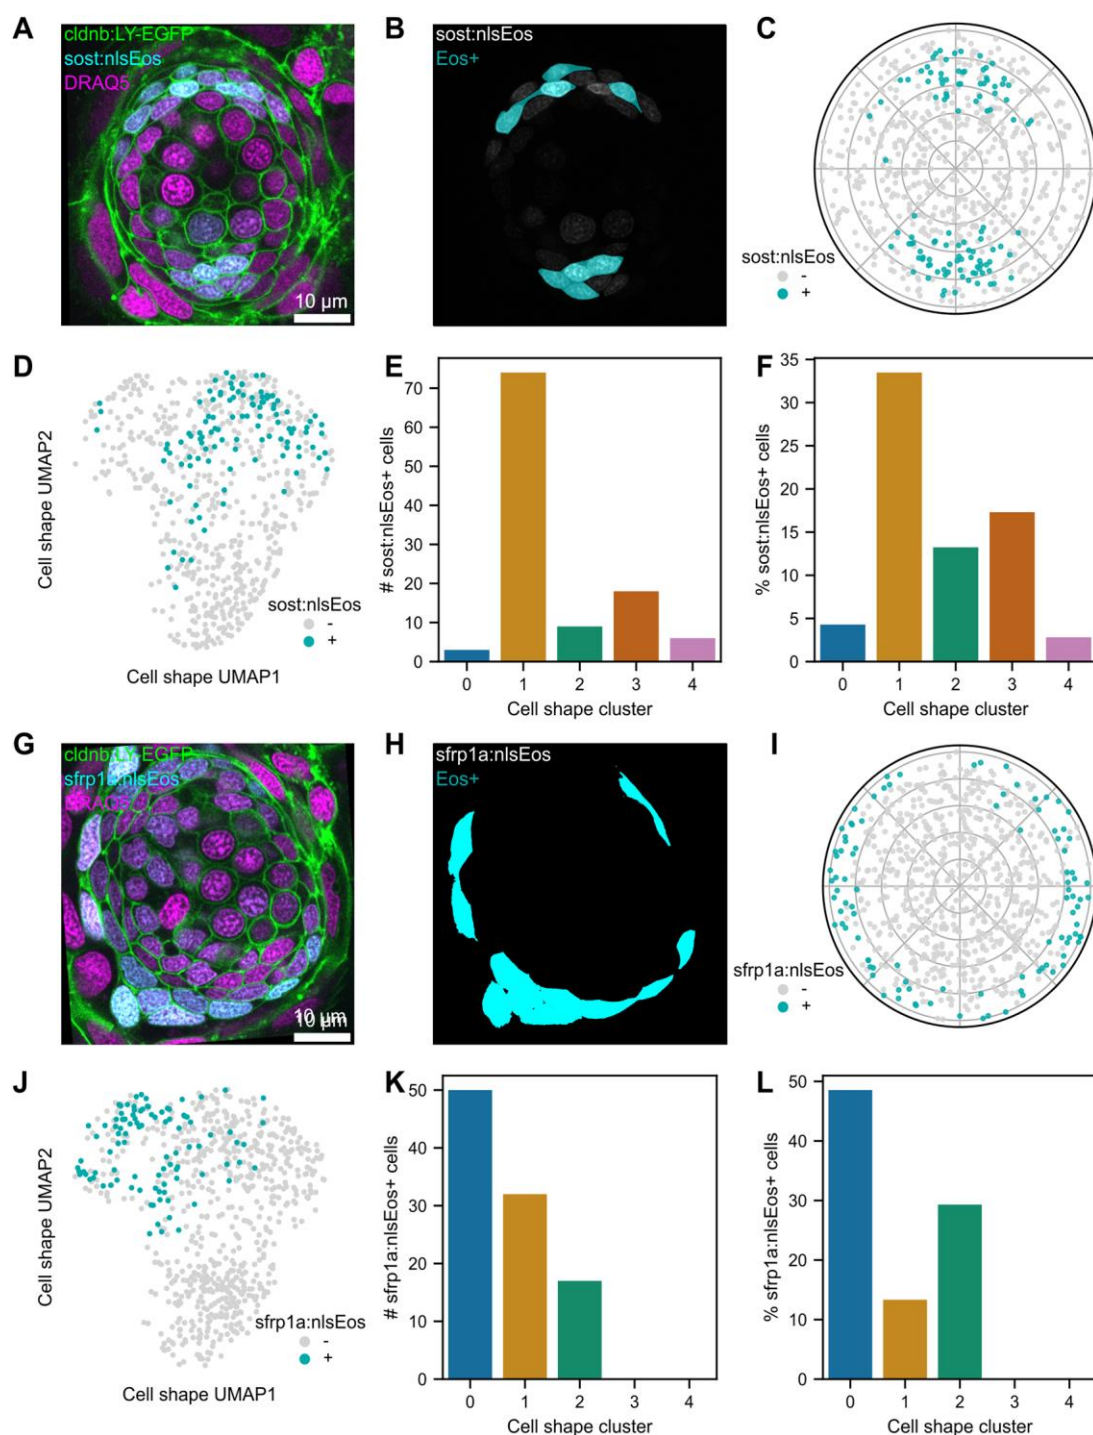 A
cldnb:LY-EGFP
sost:nlsEos
DRAQ5
10 µm
B
sost:nlsEos
Eos+
C
sost:nlsEos
-
+
D
Cell shape UMAP2
sost:nlsEos
-
+
Cell shape UMAP1
E
# sost:nlsEos+ cells
70
60
50
40
30
20
10
0
0 1 2 3 4
Cell shape cluster
F
% sost:nlsEos+ cells
35
30
25
20
15
10
5
0
0 1 2 3 4
Cell shape cluster
G
cldnb:LY-EGFP
sfrp1a:nlsEos
DRAQ5
10 µm
10 µm
H
sfrp1a:nlsEos
Eos+
I
sfrp1a:nlsEos
-
+
J
Cell shape UMAP2
sfrp1a:nlsEos
-
+
Cell shape UMAP1
K
# sfrp1a:nlsEos+ cells
50
40
30
20
10
0
0 1 2 3 4
Cell shape cluster
L
% sfrp1a:nlsEos+ cells
50
40
30
20
10
0
0 1 2 3 4
Cell shape cluster